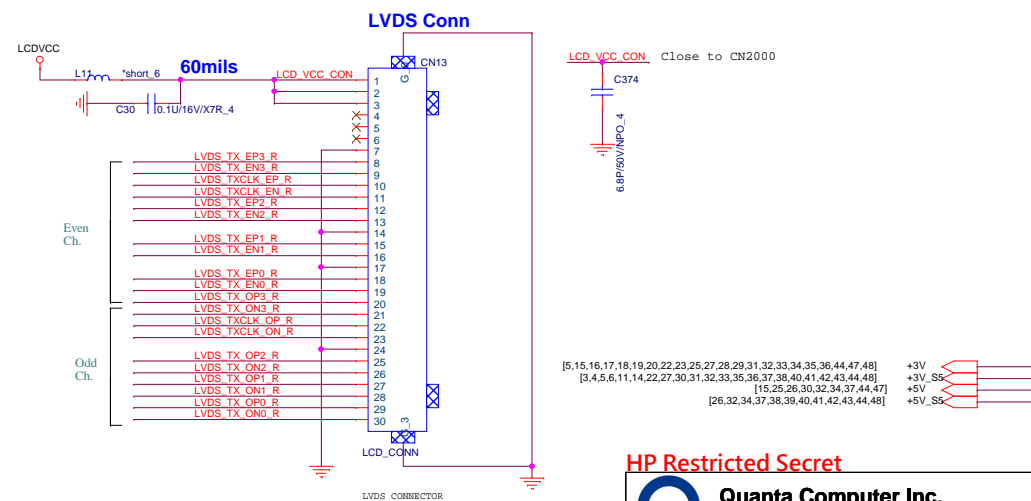 LVDS Conn
LCDVCC
L11
*short_6
60mils
LCD_VCC_CON
C30
0.1U/16V/X7R_4
CN13
1
2
3
4
5
6
7
8
9
10
11
12
13
14
15
16
17
18
19
20
21
22
23
24
25
26
27
28
29
30
LVDS_TX_EP3_R
LVDS_TX_EN3_R
LVDS_TXCLK_EP_R
LVDS_TXCLK_EN_R
LVDS_TX_EP2_R
LVDS_TX_EN2_R
LVDS_TX_EP1_R
LVDS_TX_EN1_R
LVDS_TX_EP0_R
LVDS_TX_EN0_R
LVDS_TX_OP3_R
LVDS_TX_ON3_R
LVDS_TXCLK_OP_R
LVDS_TXCLK_ON_R
LVDS_TX_OP2_R
LVDS_TX_ON2_R
LVDS_TX_OP1_R
LVDS_TX_ON1_R
LVDS_TX_OP0_R
LVDS_TX_ON0_R
Even
Ch.
Odd
Ch.
LCD_CONN
LVDS CONNECTOR
LCD_VCC_CON Close to CN2000
C374
6.8P/50V/NPO_4
[5,15,16,17,18,19,20,22,23,25,27,28,29,31,32,33,34,35,36,44,47,48] +3V
[3,4,5,6,11,14,22,27,30,31,32,33,35,36,37,38,40,41,42,43,44,48] +3V_S5
[15,25,26,30,32,34,37,44,47] +5V
[26,32,34,37,38,39,40,41,42,43,44,48] +5V_S5
HP Restricted Secret
Quanta Computer Inc.